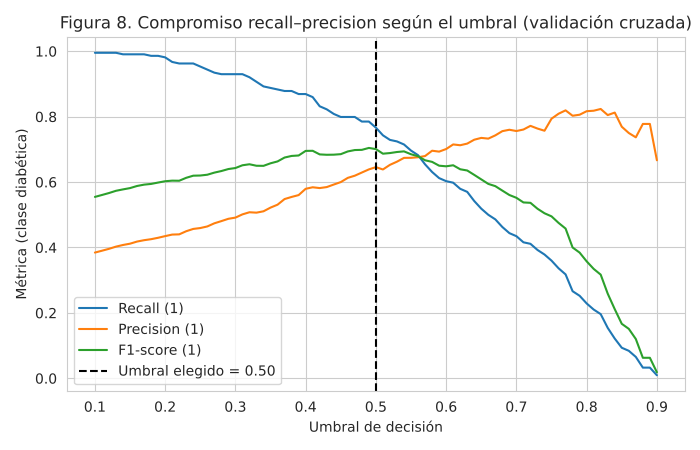 Figura 8. Compromiso recall–precision según el umbral (validación cruzada)
Métrica (clase diabética)
1.0
0.8
0.6
0.4
0.2
0.0
Recall (1)
Precision (1)
F1-score (1)
Umbral elegido = 0.50
0.1 0.2 0.3 0.4 0.5 0.6 0.7 0.8 0.9
Umbral de decisión